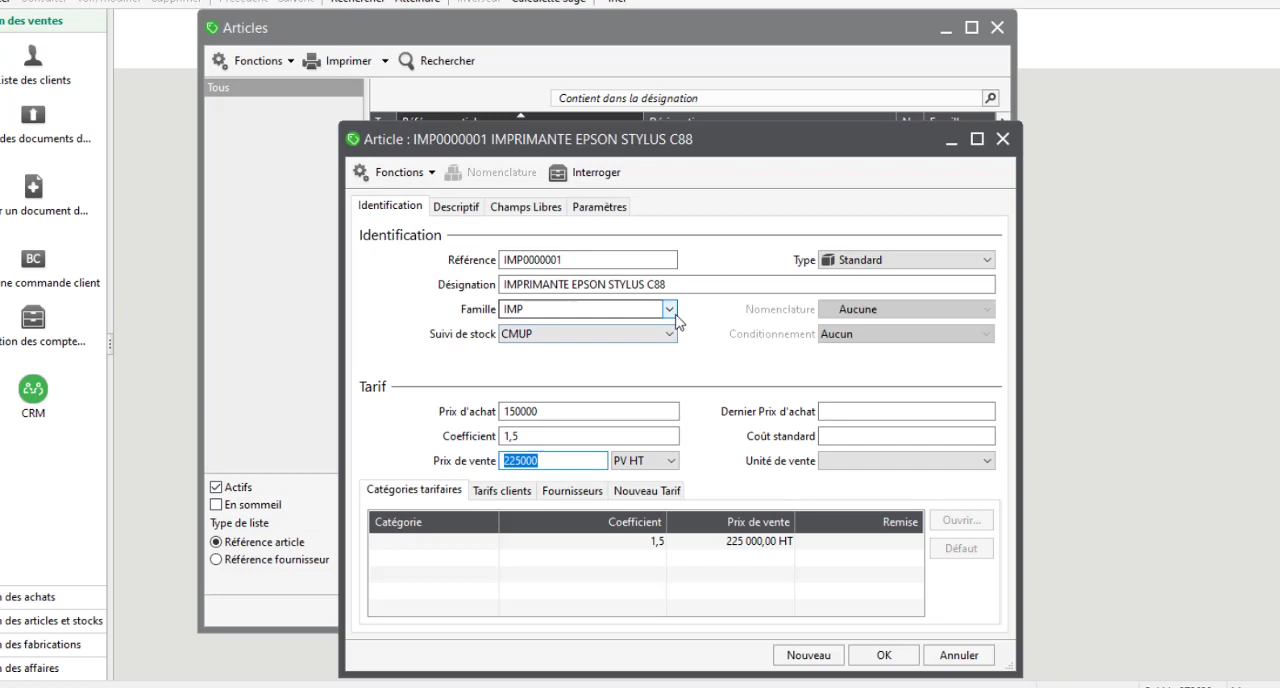 Rechercher
n des ventes
Articles
Fonctions
Imprimer
Rechercher
Tous
Contient dans la désignation
iste des clients
des documents d...
r un document d...
BC
ne commande client
tion des compte...
CRM
Article : IMP0000001 IMPRIMANTE EPSON STYLUS C88
Fonctions
Nomenclature
Interroger
Identification
Descriptif
Champs Libres
Paramètres
Identification
Référence IMP0000001
Type Standard
Désignation IMPRIMANTE EPSON STYLUS C88
Famille IMP
Nomenclature Aucune
Suivi de stock CMUP
Conditionnement Aucun
Tarif
Prix d'achat 150000
Dernier Prix d'achat
Coefficient 1,5
Coût standard
Prix de vente 225000 PV HT
Unité de vente
Catégories tarifaires
Tarifs clients
Fournisseurs
Nouveau Tarif
Catégorie Coefficient Prix de vente Remise
1,5 225 000,00 HT
Ouvrir...
Défaut
Actifs
En sommeil
Type de liste
Référence article
Référence fournisseur
n des achats
n des articles et stocks
n des fabrications
n des affaires
Nouveau
OK
Annuler